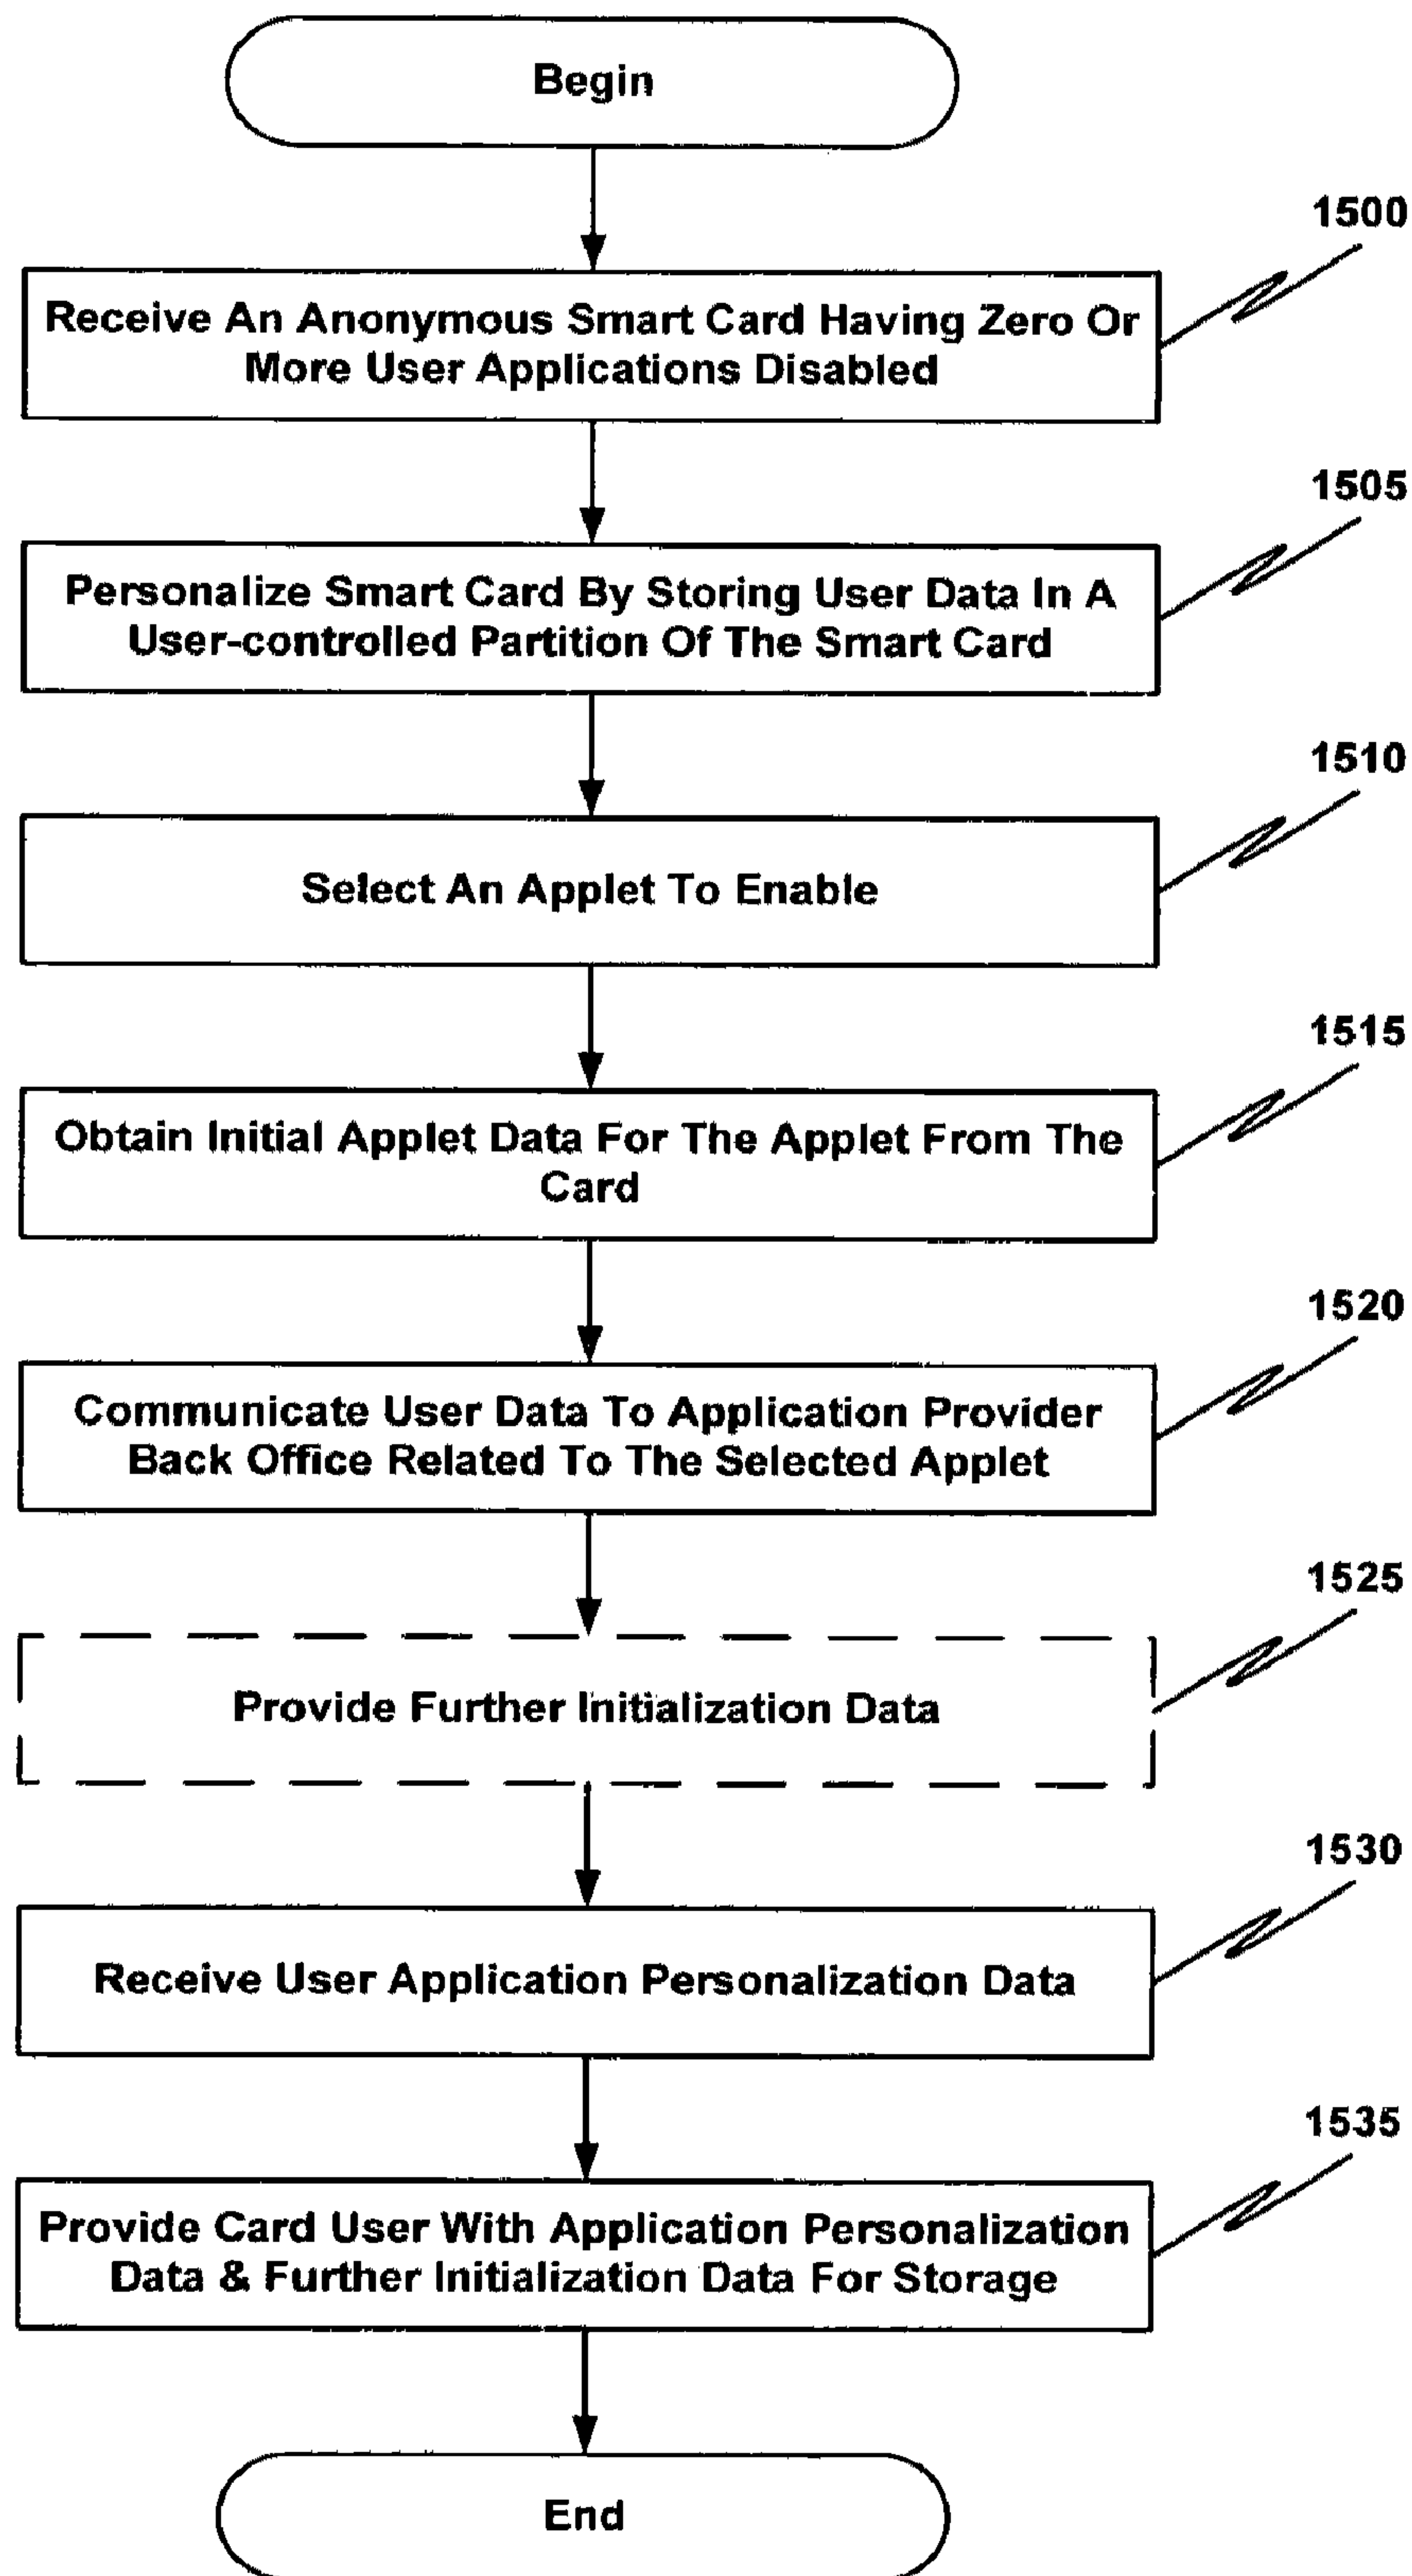 Begin
1500
Receive An Anonymous Smart Card Having Zero Or
More User Applications Disabled
1505
Personalize Smart Card By Storing User Data In A
User-controlled Partition Of The Smart Card
1510
Select An Applet To Enable
1515
Obtain Initial Applet Data For The Applet From The
Card
1520
Communicate User Data To Application Provider
Back Office Related To The Selected Applet
1525
Provide Further Initialization Data
1530
Receive User Application Personalization Data
1535
Provide Card User With Application Personalization
Data & Further Initialization Data For Storage
End